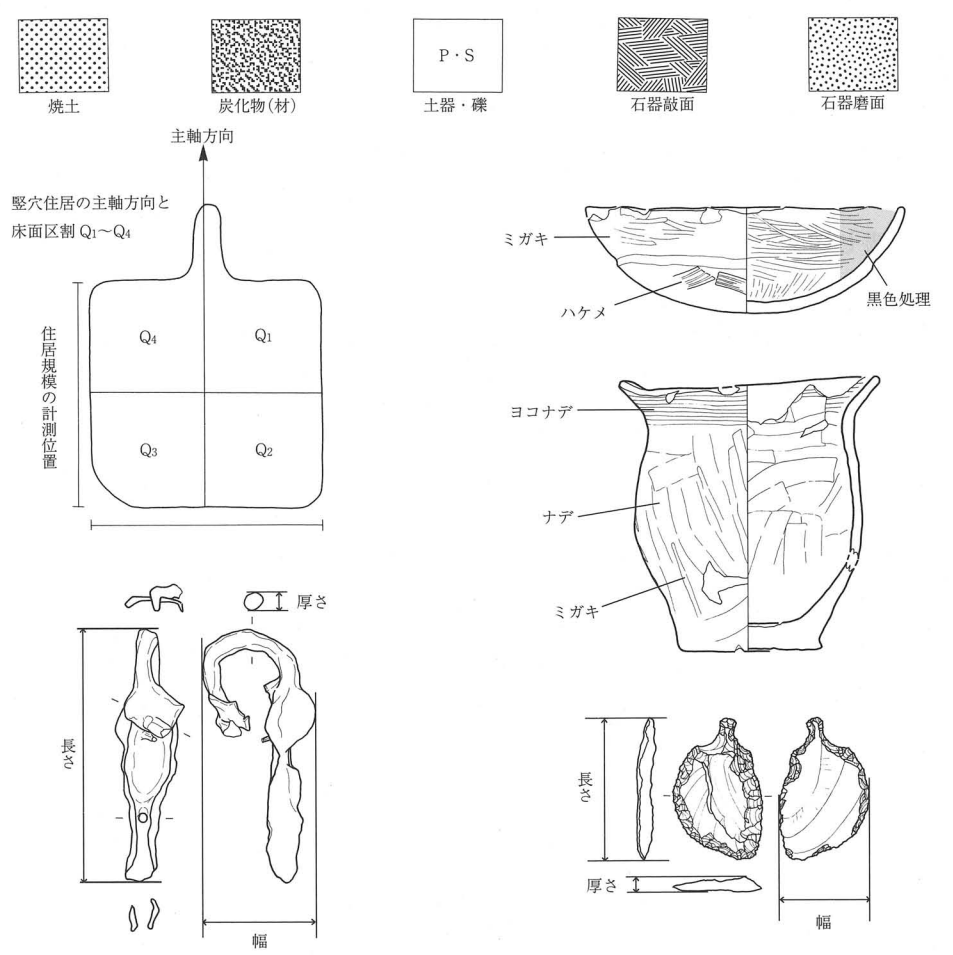 P・S
焼土
炭化物(材)
土器・礫
石器敲面
石器磨面
主軸方向
竪穴住居の主軸方向と
床面区割 Q1〜Q4
住居規模の計測位置
Q4
Q1
Q3
Q2
ミガキ
ハケメ
黒色処理
ヨコナデ
ナデ
ミガキ
厚さ
長さ
幅
長さ
厚さ
幅